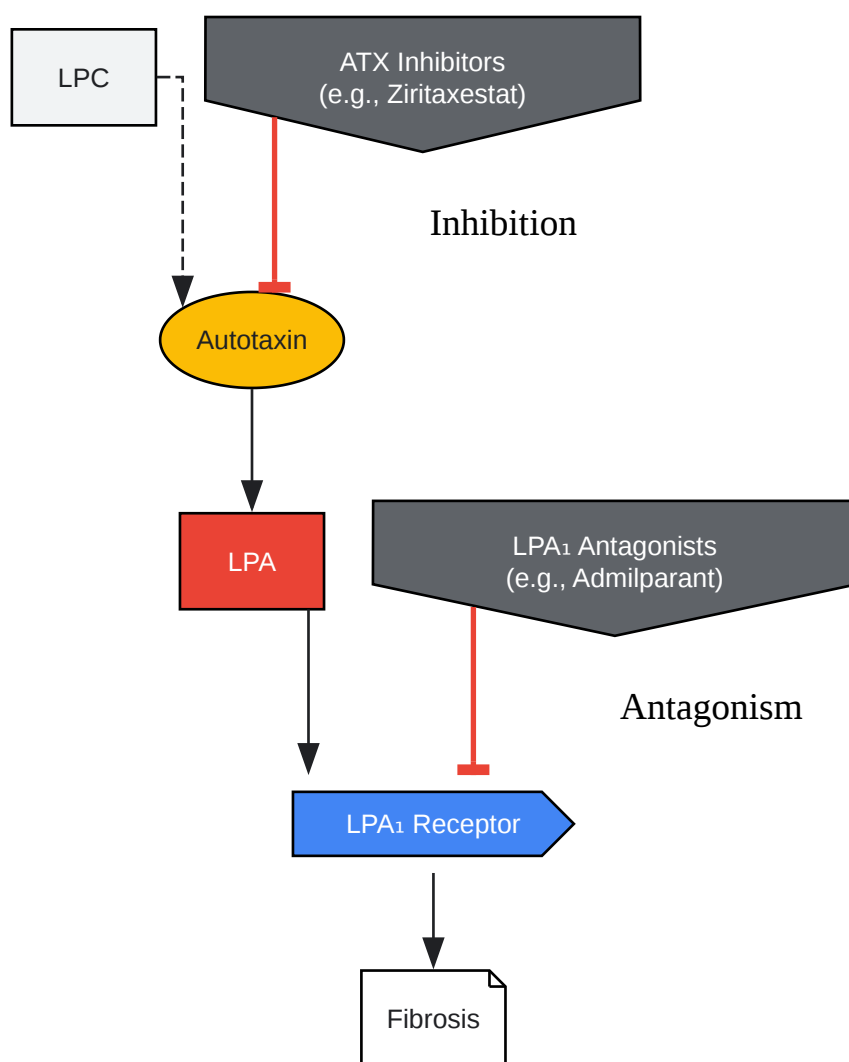 LPC
ATX Inhibitors
(e.g., Ziritaxestat)
Inhibition
Autotaxin
LPA
LPA₁ Antagonists
(e.g., Admilparant)
Antagonism
LPA₁ Receptor
Fibrosis